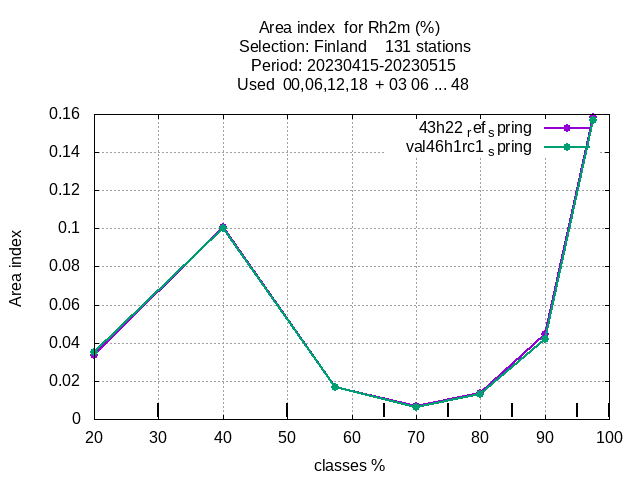 Area index  for Rh2m (%)
Selection: Finland    131 stations
Period: 20230415-20230515
Used  00,06,12,18  + 03 06 ... 48
43h22 ref spring
val46h1rc1 spring
Area index
0.16
0.14
0.12
0.1
0.08
0.06
0.04
0.02
0
20 30 40 50 60 70 80 90 100
classes %